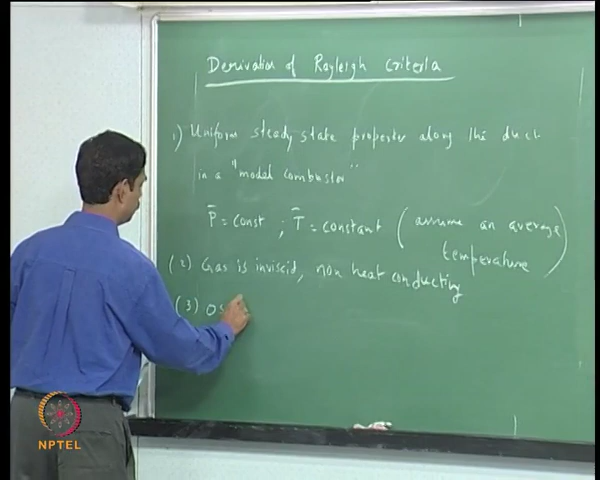 Derivation of Rayleigh Criteria
1) Uniform steady state properties along the duct
in a "model combustor"
P̄ = const ; T̄ = constant (assume an average
temperature)
(2) Gas is inviscid, non heat conducting
(3) Os
NPTEL